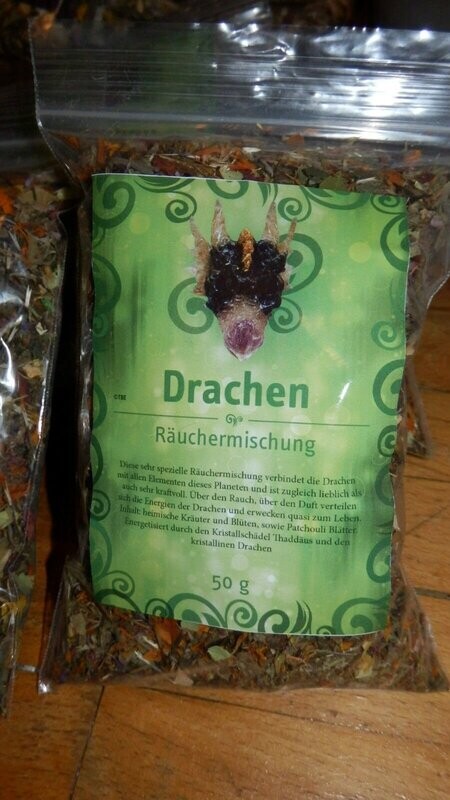 Drachen
Räuchermischung
Diese sehr spezielle Räuchermischung verbindet die Drachen
mit allen Elementen dieses Planeten und ist zugleich lieblich als
auch sehr kraftvoll. Über den Rauch, über den Duft verteilen
sich die Energien der Drachen und erwecken quasi zum Leben.
Inhalt: heimische Kräuter und Blüten, sowie Patchouli Blätter
Energetisiert durch den Kristallschädel Thaddäus und den
kristallinen Drachen
50 g